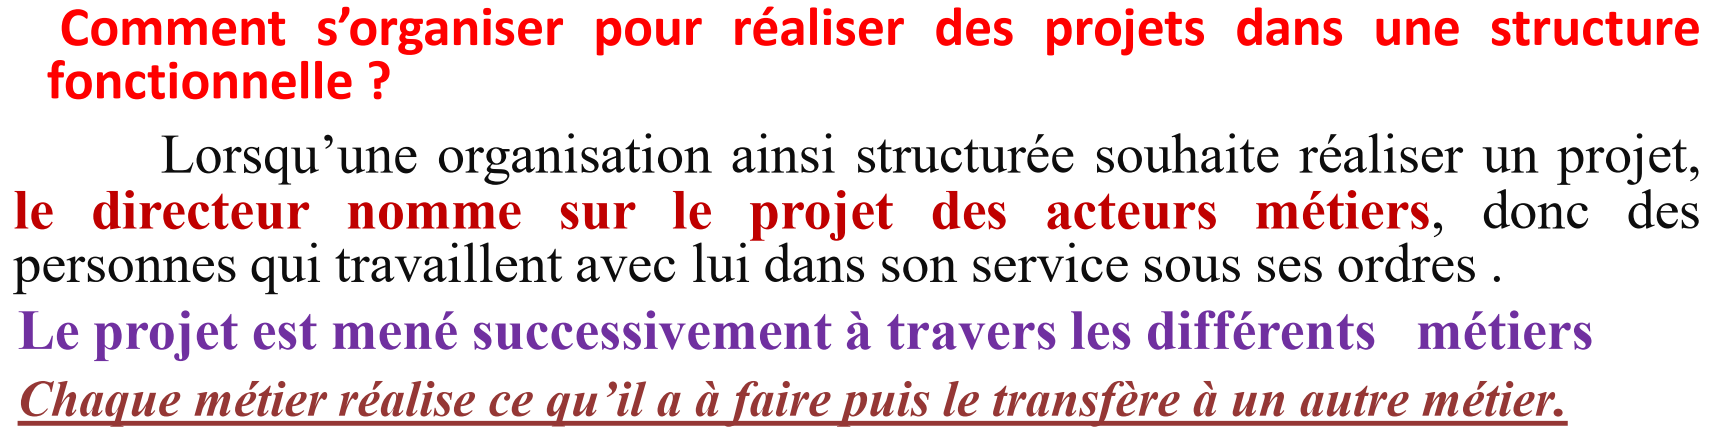 Comment s’organiser pour réaliser des projets dans une structure
fonctionnelle ?
Lorsqu’une organisation ainsi structurée souhaite réaliser un projet,
le directeur nomme sur le projet des acteurs métiers, donc des
personnes qui travaillent avec lui dans son service sous ses ordres .
Le projet est mené successivement à travers les différents métiers
Chaque métier réalise ce qu’il a à faire puis le transfère à un autre métier.